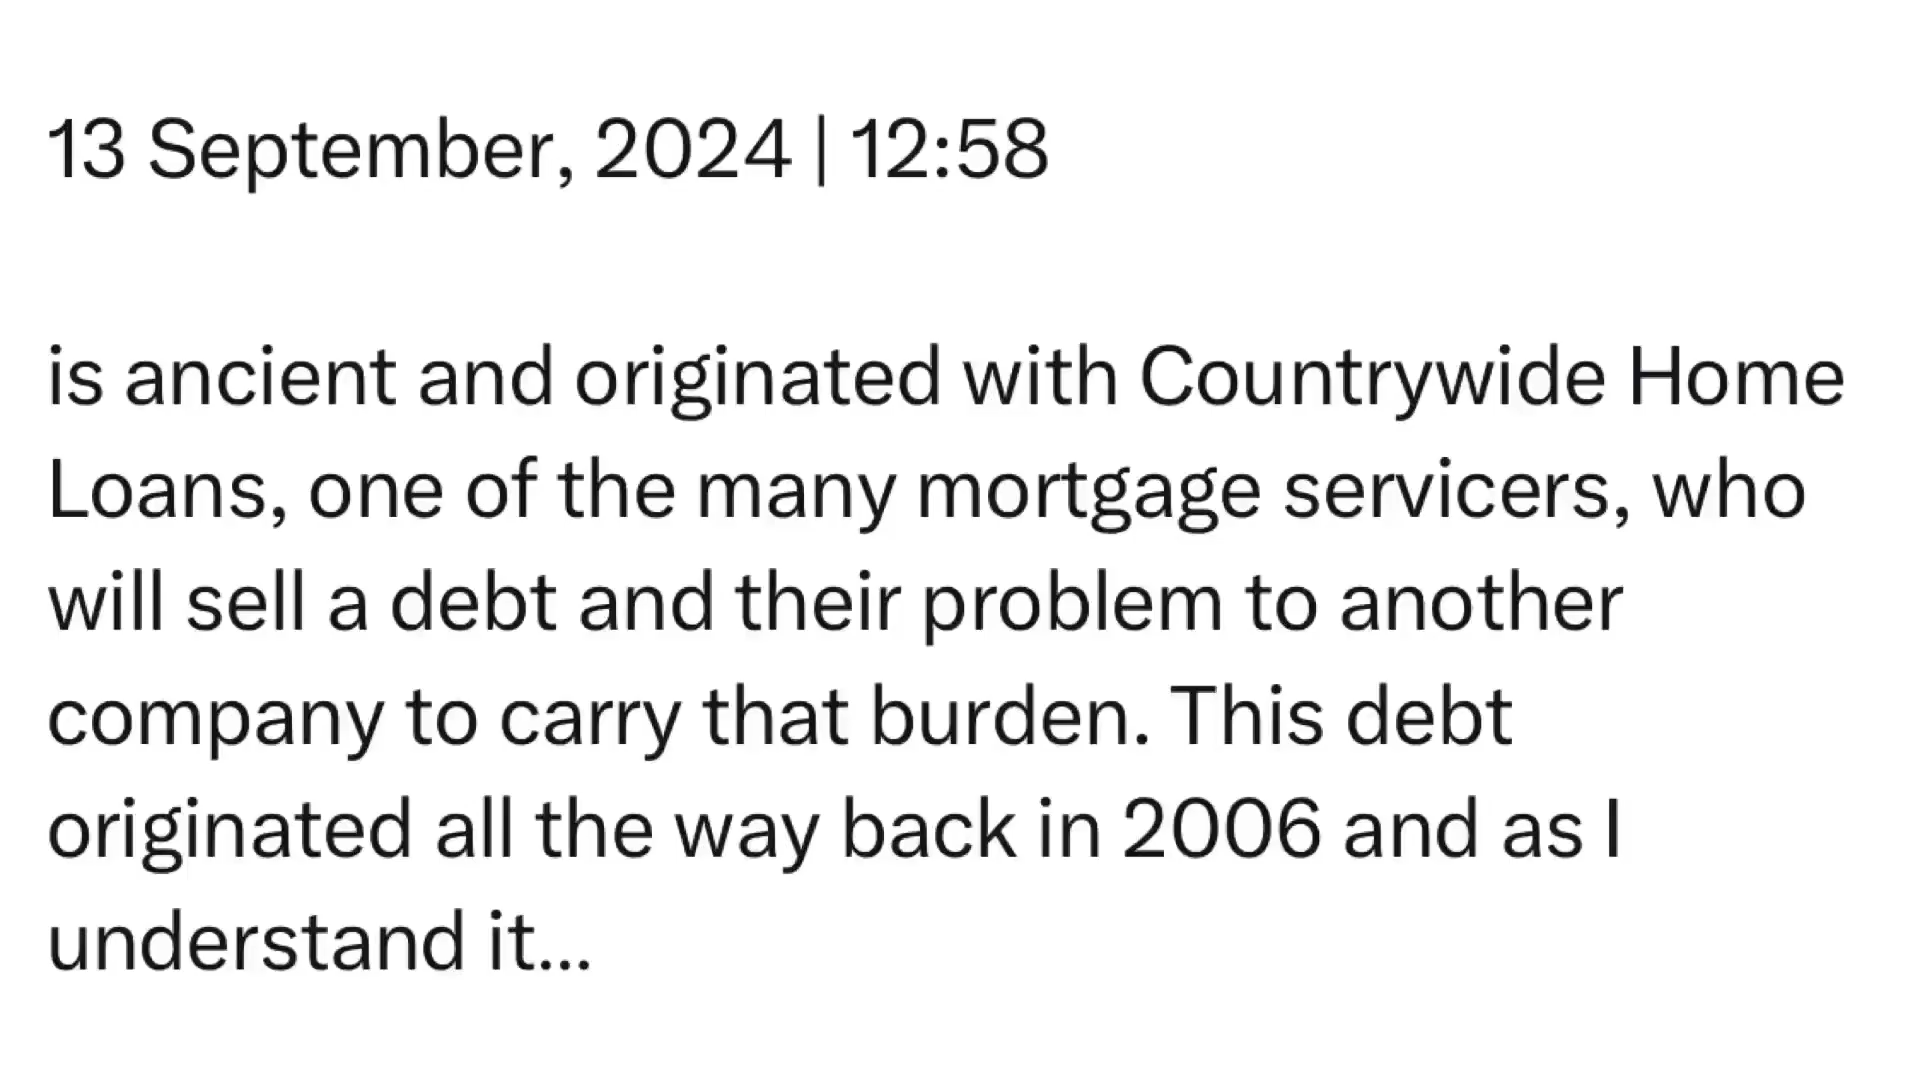 13 September, 2024 | 12:58
is ancient and originated with Countrywide Home
Loans, one of the many mortgage servicers, who
will sell a debt and their problem to another
company to carry that burden. This debt
originated all the way back in 2006 and as I
understand it...